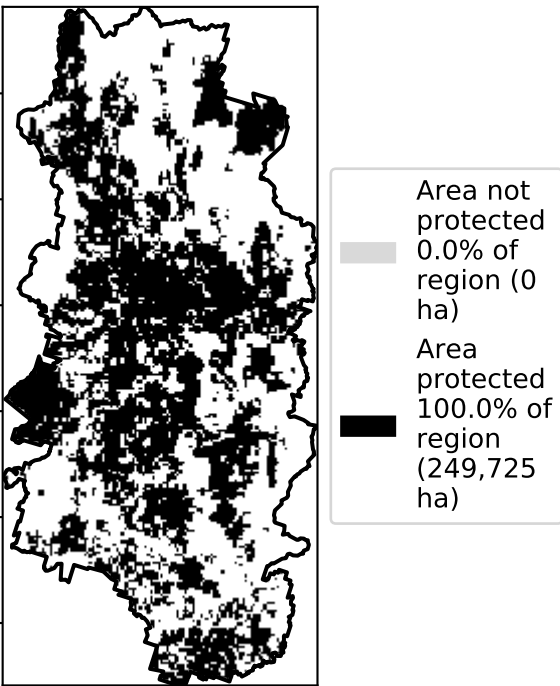 Area not
protected
0.0% of
region (0
ha)
Area
protected
100.0% of
region
(249,725
ha)